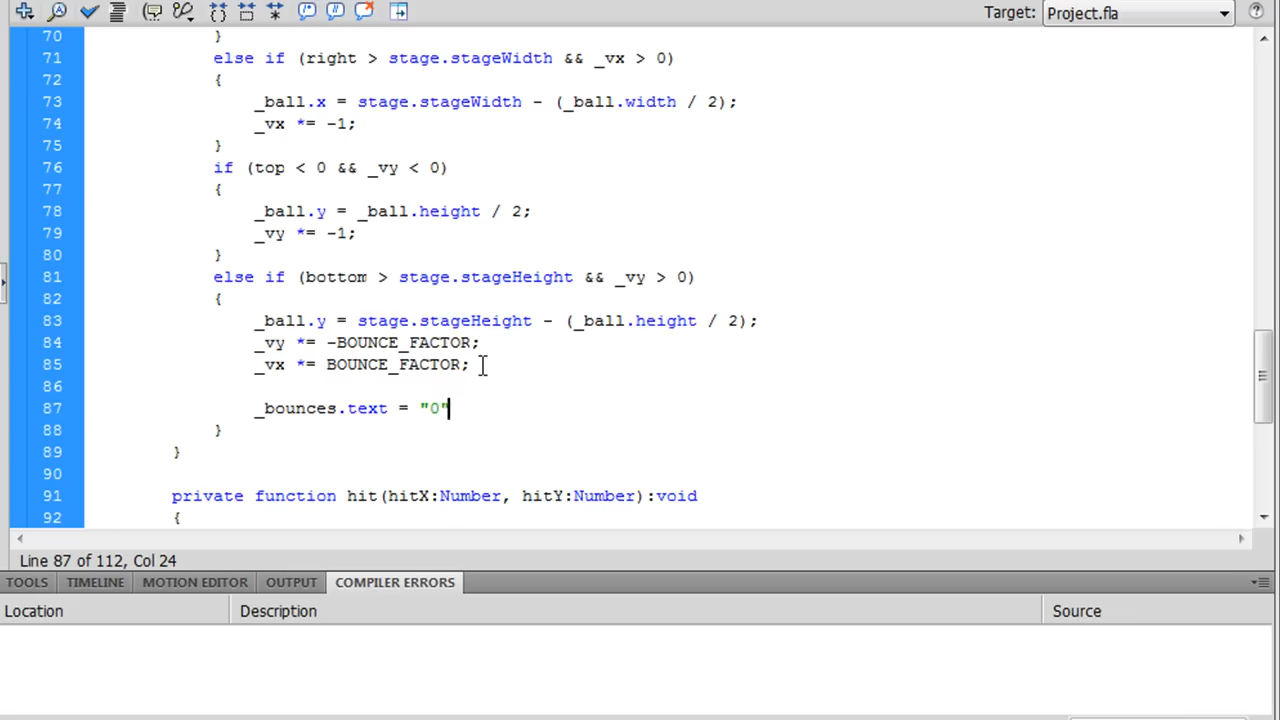 Target: Project.fla
70 }
71 else if (right > stage.stageWidth && _vx > 0)
72 {
73 _ball.x = stage.stageWidth - (_ball.width / 2);
74 _vx *= -1;
75 }
76 if (top < 0 && _vy < 0)
77 {
78 _ball.y = _ball.height / 2;
79 _vy *= -1;
80 }
81 else if (bottom > stage.stageHeight && _vy > 0)
82 {
83 _ball.y = stage.stageHeight - (_ball.height / 2);
84 _vy *= -BOUNCE_FACTOR;
85 _vx *= BOUNCE_FACTOR;
86
87 _bounces.text = "0"
88 }
89 }
90
91 private function hit(hitX:Number, hitY:Number):void
92 {
Line 87 of 112, Col 24
TOOLS TIMELINE MOTION EDITOR OUTPUT COMPILER ERRORS
Location Description Source